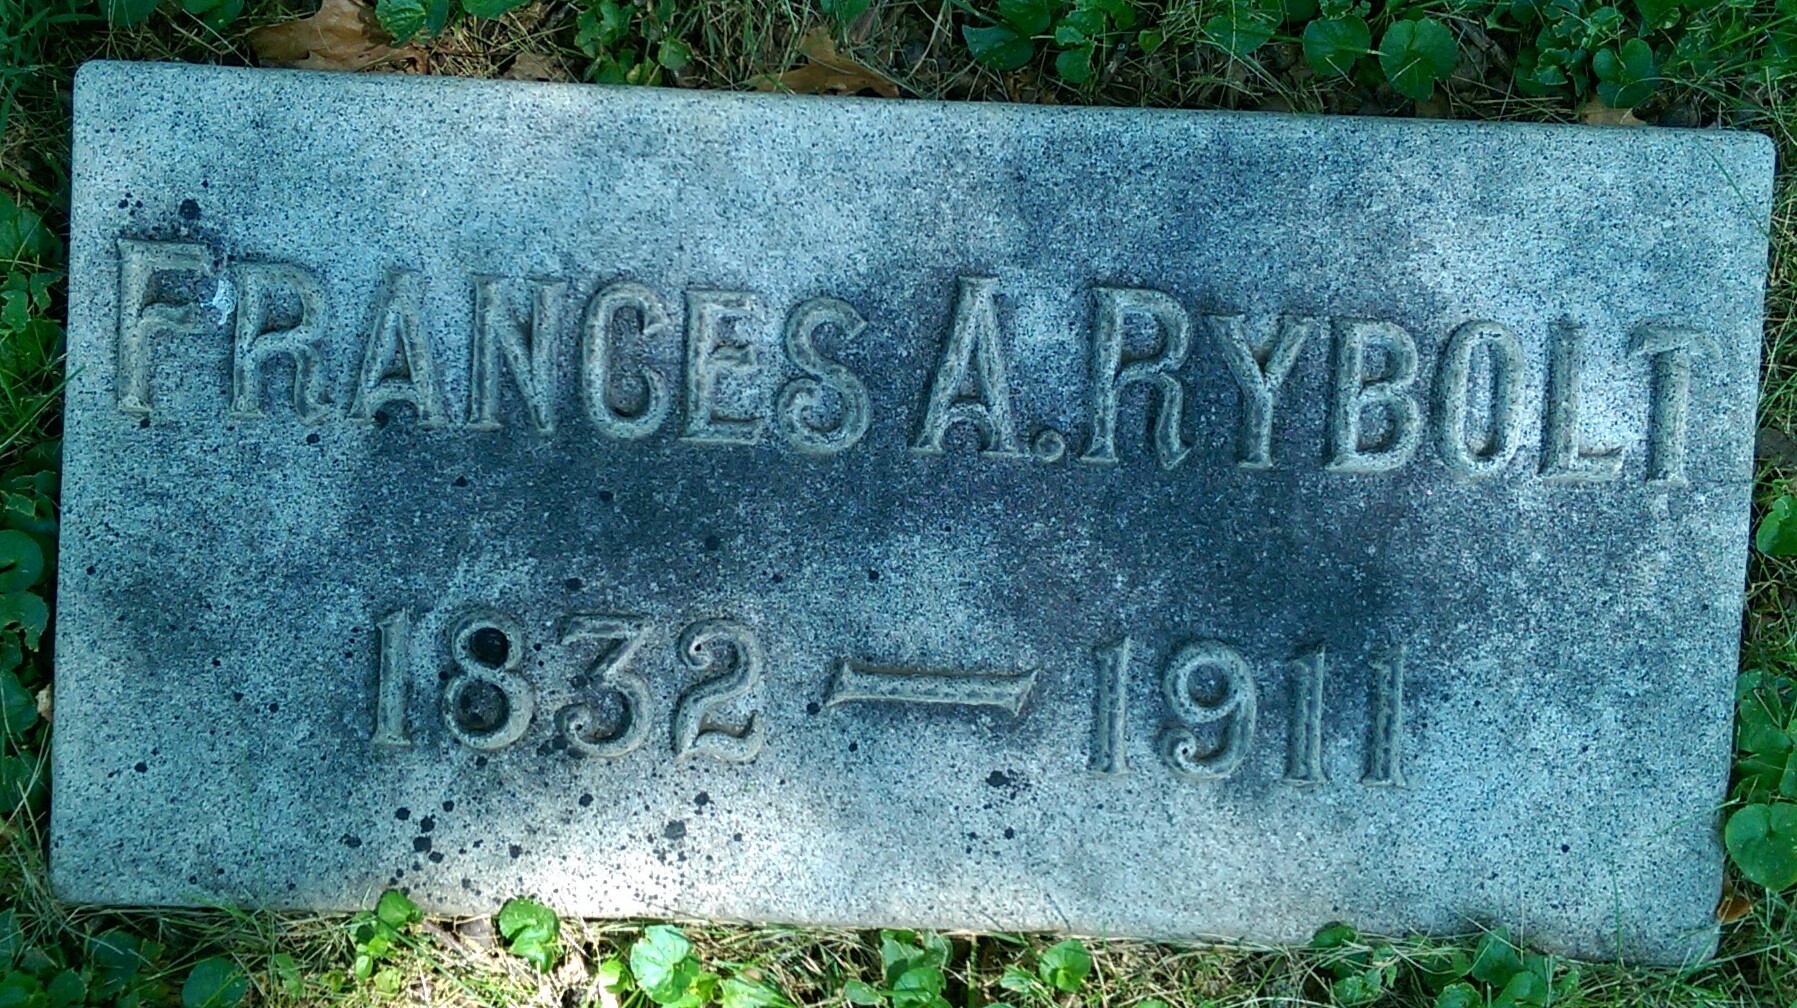 FRANCES A. RYBOLT
1832 — 1911